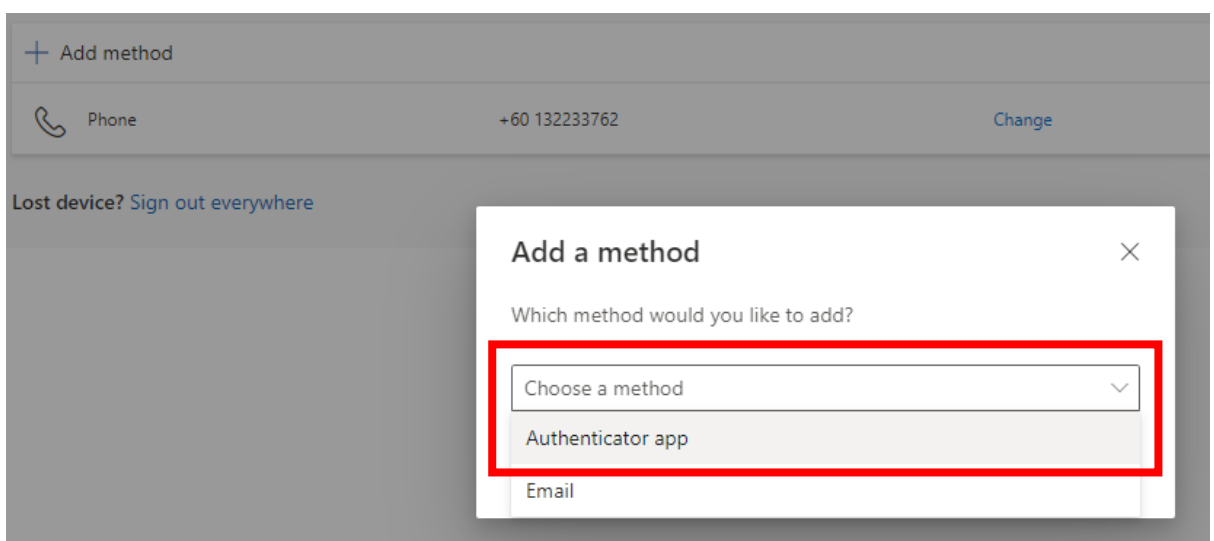 Add method
Phone +60 132233762 Change
Lost device? Sign out everywhere
Add a method
Which method would you like to add?
Choose a method
Authenticator app
Email